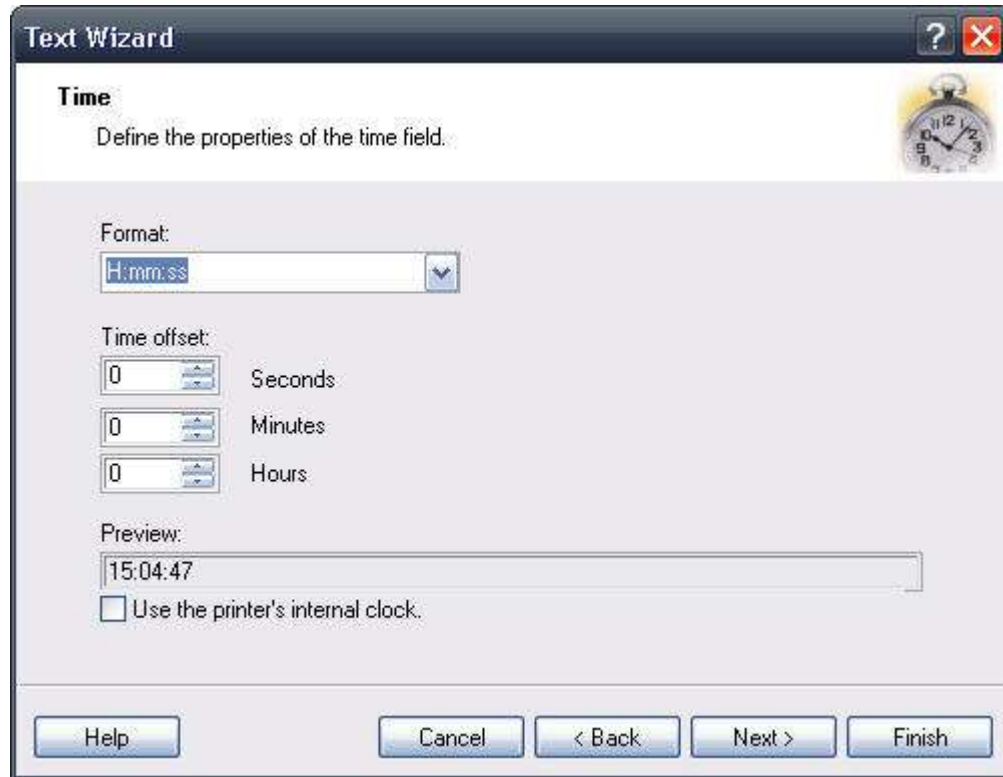 Text Wizard
Time
Define the properties of the time field.
Format:
H:mm:ss
Time offset:
0 Seconds
0 Minutes
0 Hours
Preview:
15:04:47
Use the printer's internal clock.
Help Cancel < Back Next > Finish